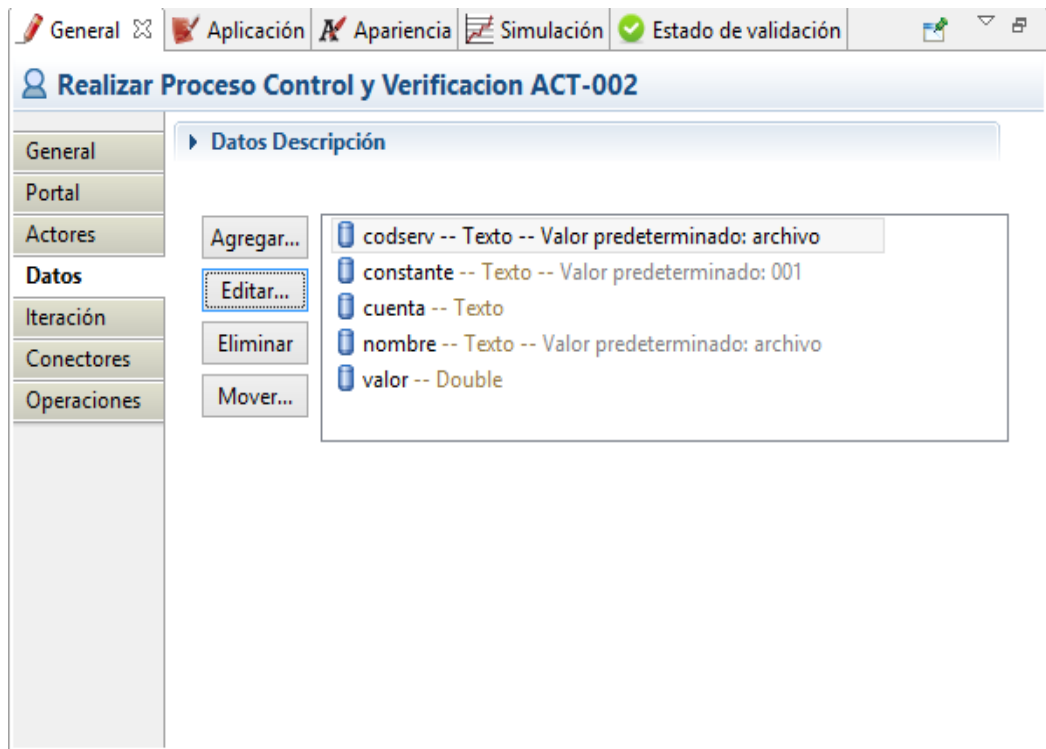 General Aplicación Apariencia Simulación Estado de validación
Realizar Proceso Control y Verificacion ACT-002
General
Portal
Actores
Datos
Iteración
Conectores
Operaciones
Datos Descripción
Agregar...
Editar...
Eliminar
Mover...
codserv -- Texto -- Valor predeterminado: archivo
constante -- Texto -- Valor predeterminado: 001
cuenta -- Texto
nombre -- Texto -- Valor predeterminado: archivo
valor -- Double